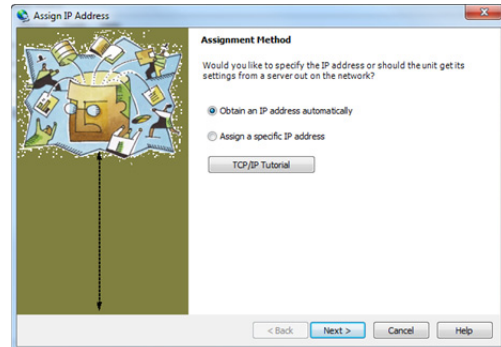 Assign IP Address
Assignment Method
Would you like to specify the IP address or should the unit get its
settings from a server out on the network?
Obtain an IP address automatically
Assign a specific IP address
TCP/IP Tutorial
< Back
Next >
Cancel
Help